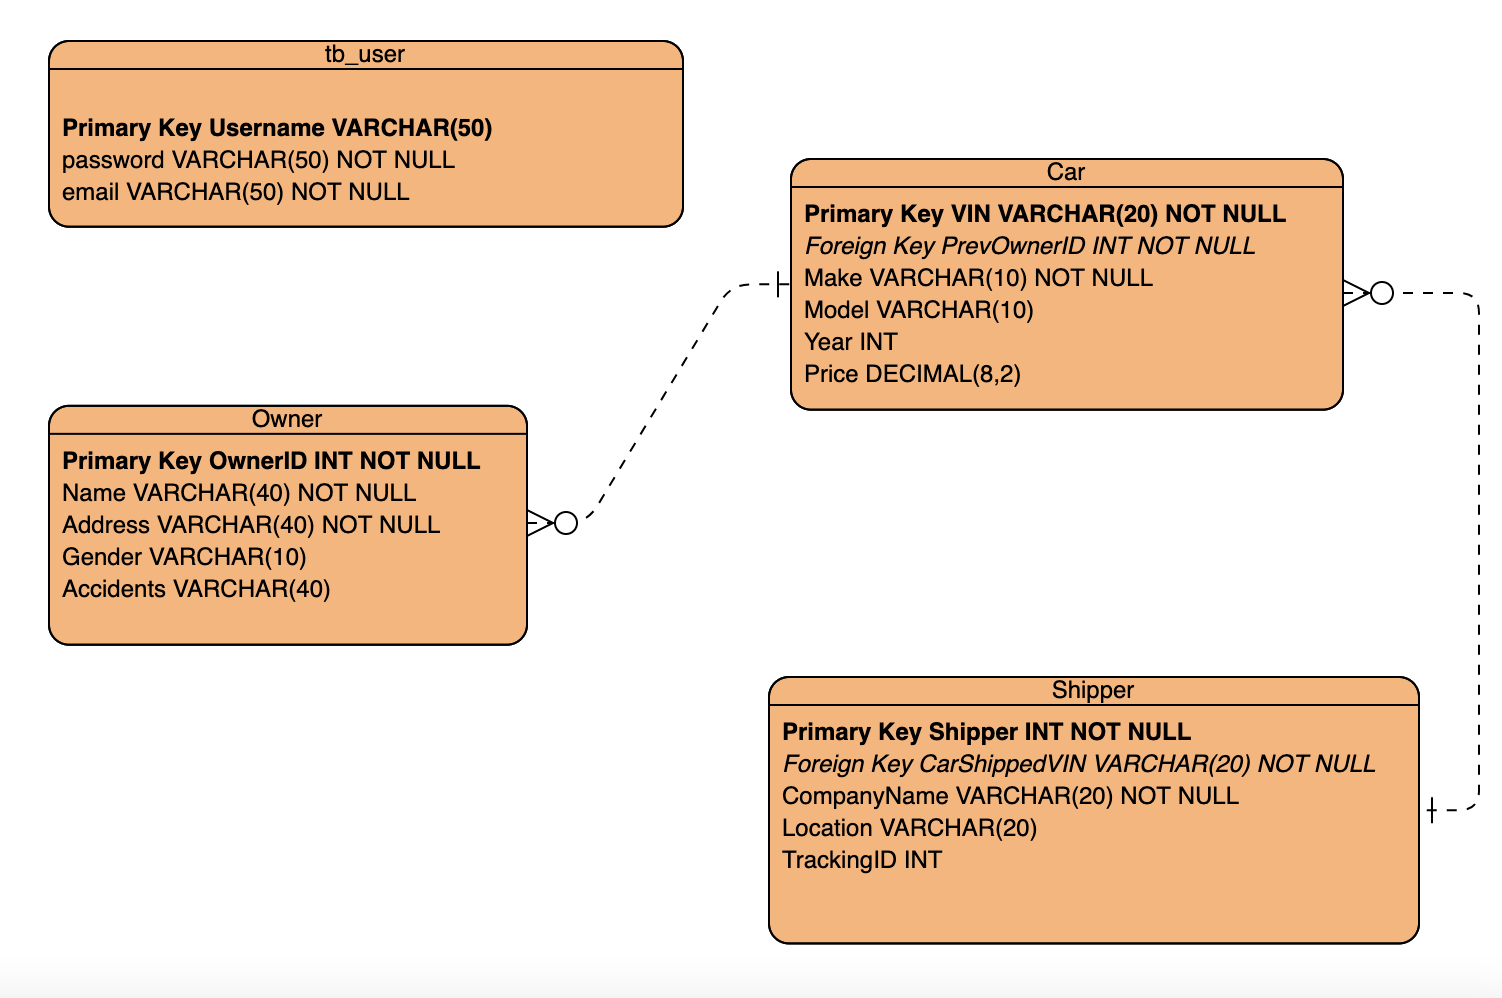 tb_user
Primary Key Username VARCHAR(50)
password VARCHAR(50) NOT NULL
email VARCHAR(50) NOT NULL
Car
Primary Key VIN VARCHAR(20) NOT NULL
Foreign Key PrevOwnerID INT NOT NULL
Make VARCHAR(10) NOT NULL
Model VARCHAR(10)
Year INT
Price DECIMAL(8,2)
Owner
Primary Key OwnerID INT NOT NULL
Name VARCHAR(40) NOT NULL
Address VARCHAR(40) NOT NULL
Gender VARCHAR(10)
Accidents VARCHAR(40)
Shipper
Primary Key Shipper INT NOT NULL
Foreign Key CarShippedVIN VARCHAR(20) NOT NULL
CompanyName VARCHAR(20) NOT NULL
Location VARCHAR(20)
TrackingID INT